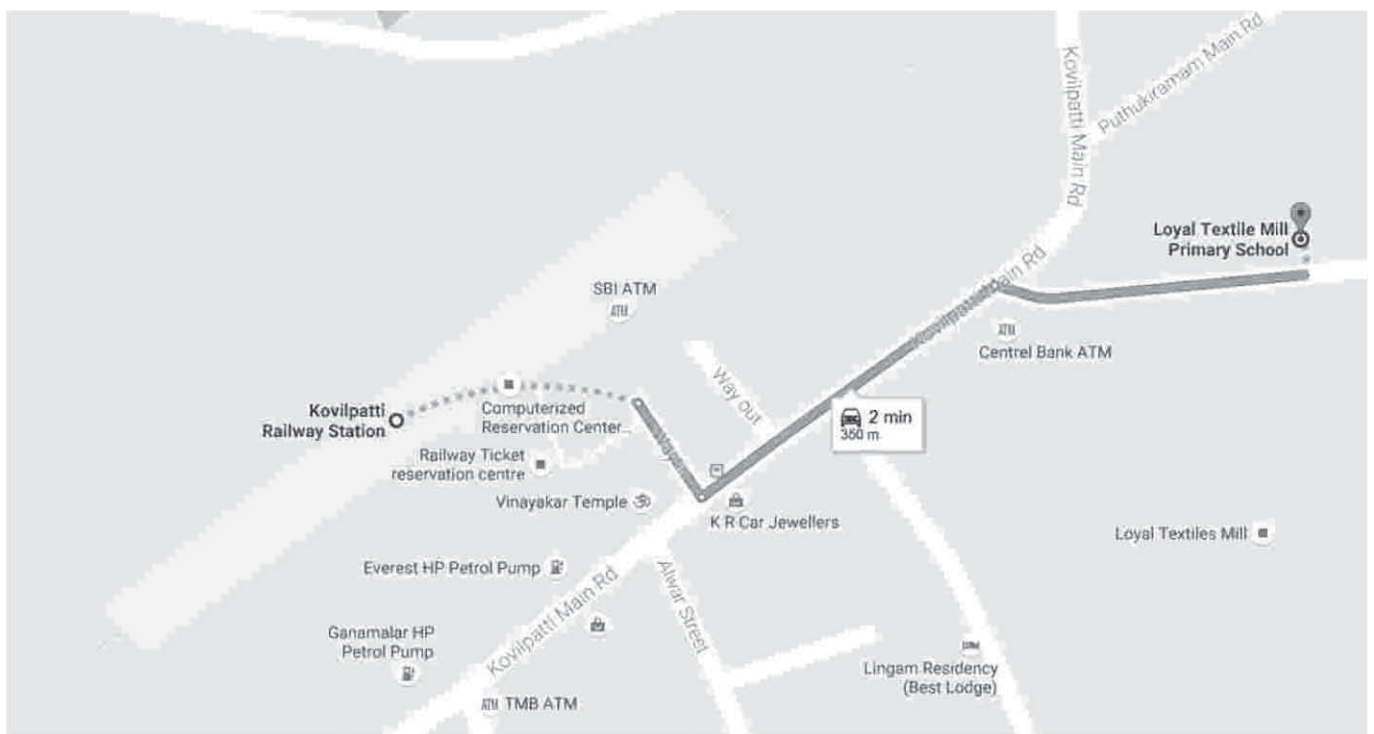 Kovilpatti Main Rd
Puthukiramam Main Rd
Loyal Textile Mill
Primary School
Kovilpatti Main Rd
SBI ATM
ATM
ATM
Centrel Bank ATM
Way out
Kovilpatti
Railway Station
Computerized
Reservation Center...
2 min
350 m
Railway Ticket
reservation centre
Vinayakar Temple
K R Car Jewellers
Loyal Textiles Mill
Everest HP Petrol Pump
Kovilpatti Main Rd
Alwar Street
Ganamalar HP
Petrol Pump
Lingam Residency
(Best Lodge)
ATM TMB ATM